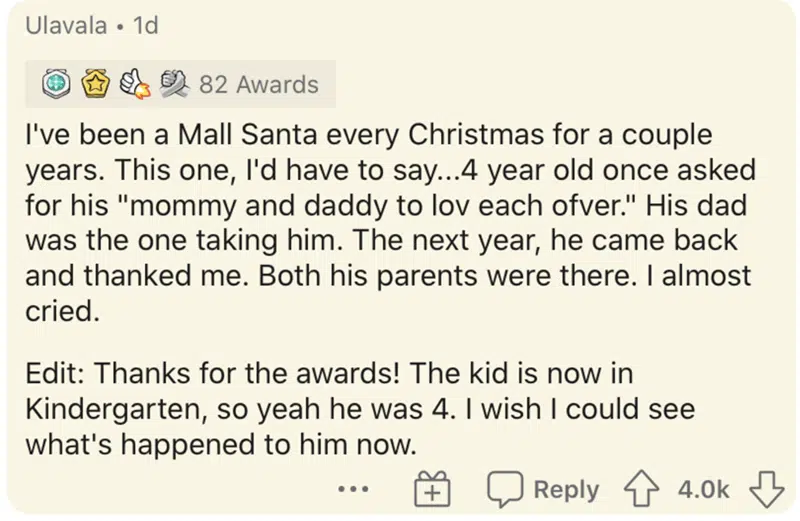 Ulavala • 1d
82 Awards
I've been a Mall Santa every Christmas for a couple
years. This one, I'd have to say...4 year old once asked
for his "mommy and daddy to lov each ofver." His dad
was the one taking him. The next year, he came back
and thanked me. Both his parents were there. I almost
cried.
Edit: Thanks for the awards! The kid is now in
Kindergarten, so yeah he was 4. I wish I could see
what's happened to him now.
Reply 4.0k